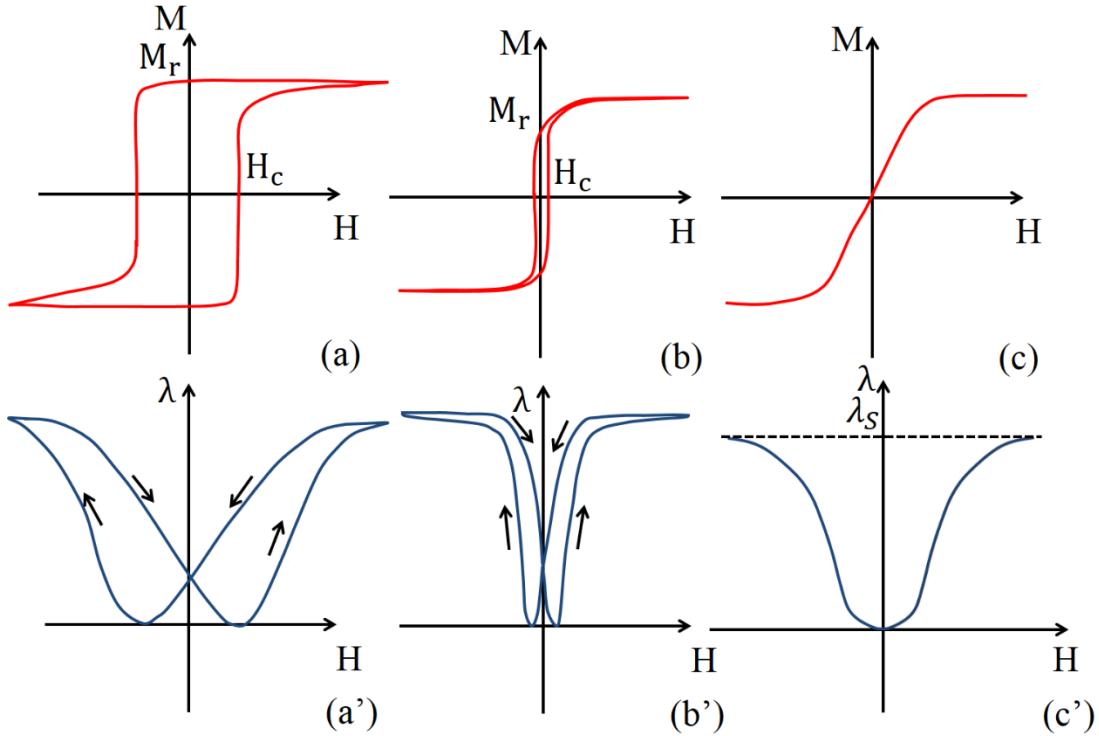 M
M_r
H_c
H
(a)
M
M_r
H_c
H
(b)
M
H
(c)
λ
H
(a’)
λ
H
(b’)
λ
λ_S
H
(c’)